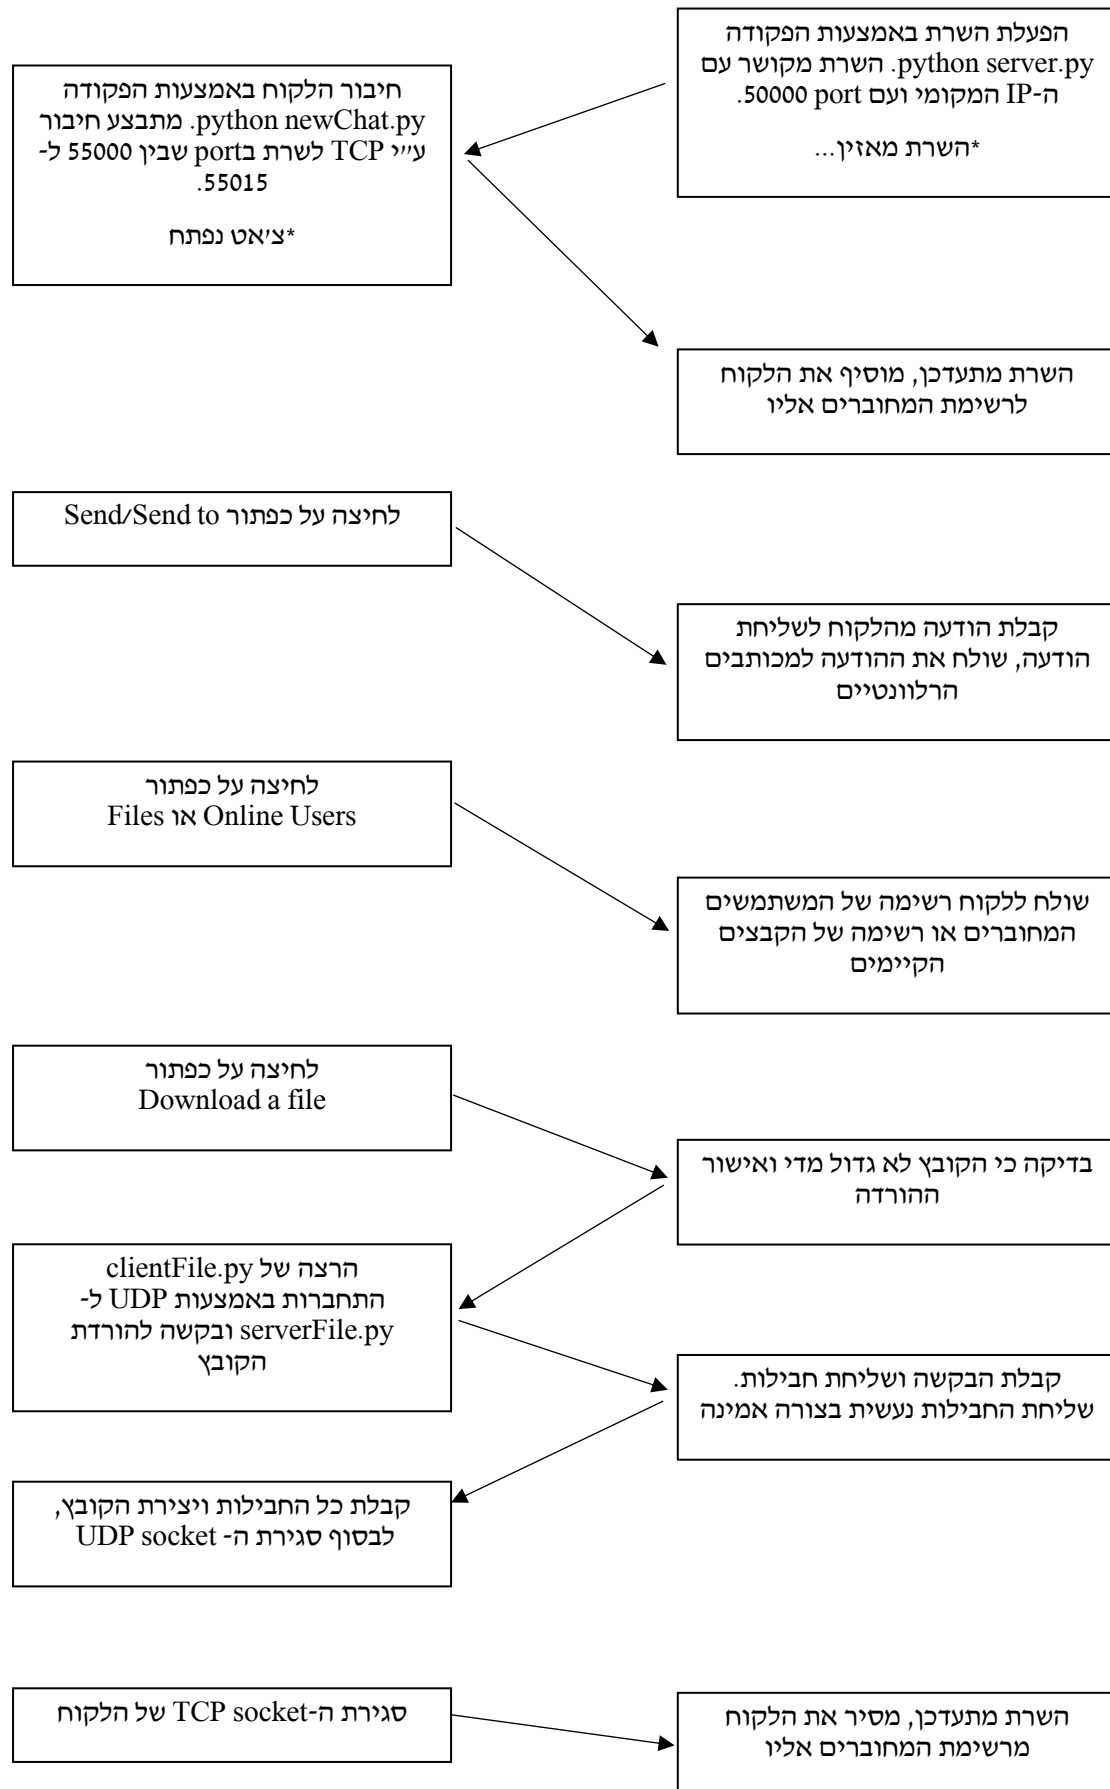 הפעלת השרת באמצעות הפקודה
python server.py. השרת מקושר עם
ה-IP המקומי ועם port 50000.
*השרת מאזין...
חיבור הלקוח באמצעות הפקודה
python newChat.py. מתבצע חיבור
ע״י TCP לשרת בport שבין 55000 ל-
55015.
*צ׳אט נפתח
השרת מתעדכן, מוסיף את הלקוח
לרשימת המחוברים אליו
לחיצה על כפתור Send/Send to
קבלת הודעה מהלקוח לשליחת
הודעה, שולח את ההודעה למכותבים
הרלוונטיים
לחיצה על כפתור
Online Users או Files
שולח ללקוח רשימה של המשתמשים
המחוברים או רשימה של הקבצים
הקיימים
לחיצה על כפתור
Download a file
בדיקה כי הקובץ לא גדול מדי ואישור
ההורדה
הרצה של clientFile.py
התחברות באמצעות UDP ל-
serverFile.py ובקשה להורדת
הקובץ
קבלת הבקשה ושליחת חבילות.
שליחת החבילות נעשית בצורה אמינה
קבלת כל החבילות ויצירת הקובץ,
לבסוף סגירת ה- UDP socket
סגירת ה-TCP socket של הלקוח
השרת מתעדכן, מסיר את הלקוח
מרשימת המחוברים אליו